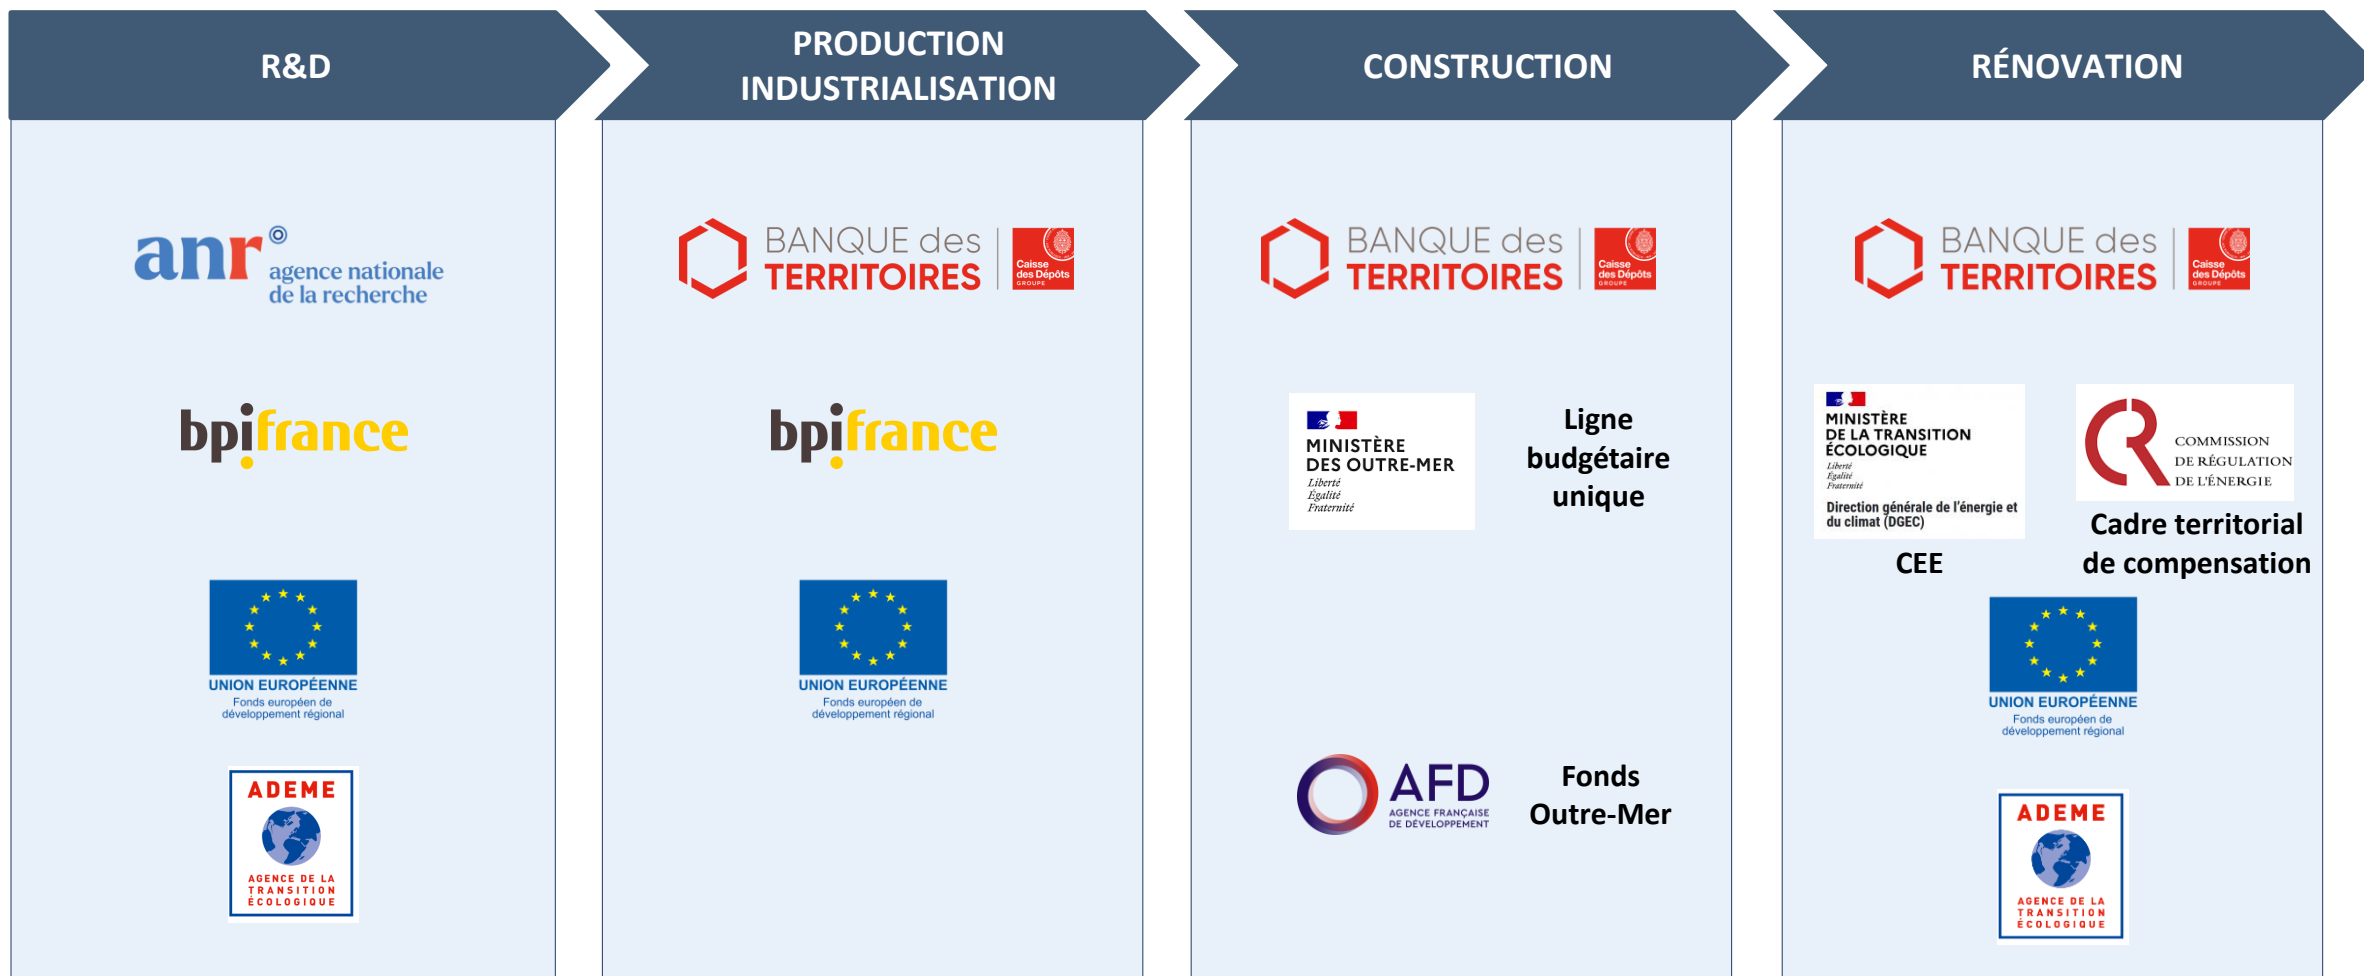 R&D
PRODUCTION
INDUSTRIALISATION
CONSTRUCTION
RÉNOVATION
anr
agence nationale
de la recherche
bpifrance
UNION EUROPÉENNE
Fonds européen de
développement régional
ADEME
AGENCE DE LA
TRANSITION
ÉCOLOGIQUE
BANQUE des
TERRITOIRES
Caisse
des Dépôts
GROUPE
bpifrance
UNION EUROPÉENNE
Fonds européen de
développement régional
BANQUE des
TERRITOIRES
Caisse
des Dépôts
GROUPE
MINISTÈRE
DES OUTRE-MER
Liberté
Égalité
Fraternité
Ligne
budgétaire
unique
AFD
AGENCE FRANÇAISE
DE DÉVELOPPEMENT
Fonds
Outre-Mer
BANQUE des
TERRITOIRES
Caisse
des Dépôts
GROUPE
MINISTÈRE
DE LA TRANSITION
ÉCOLOGIQUE
Liberté
Égalité
Fraternité
Direction générale de l'énergie et
du climat (DGEC)
CEE
CR
COMMISSION
DE RÉGULATION
DE L'ÉNERGIE
Cadre territorial
de compensation
UNION EUROPÉENNE
Fonds européen de
développement régional
ADEME
AGENCE DE LA
TRANSITION
ÉCOLOGIQUE